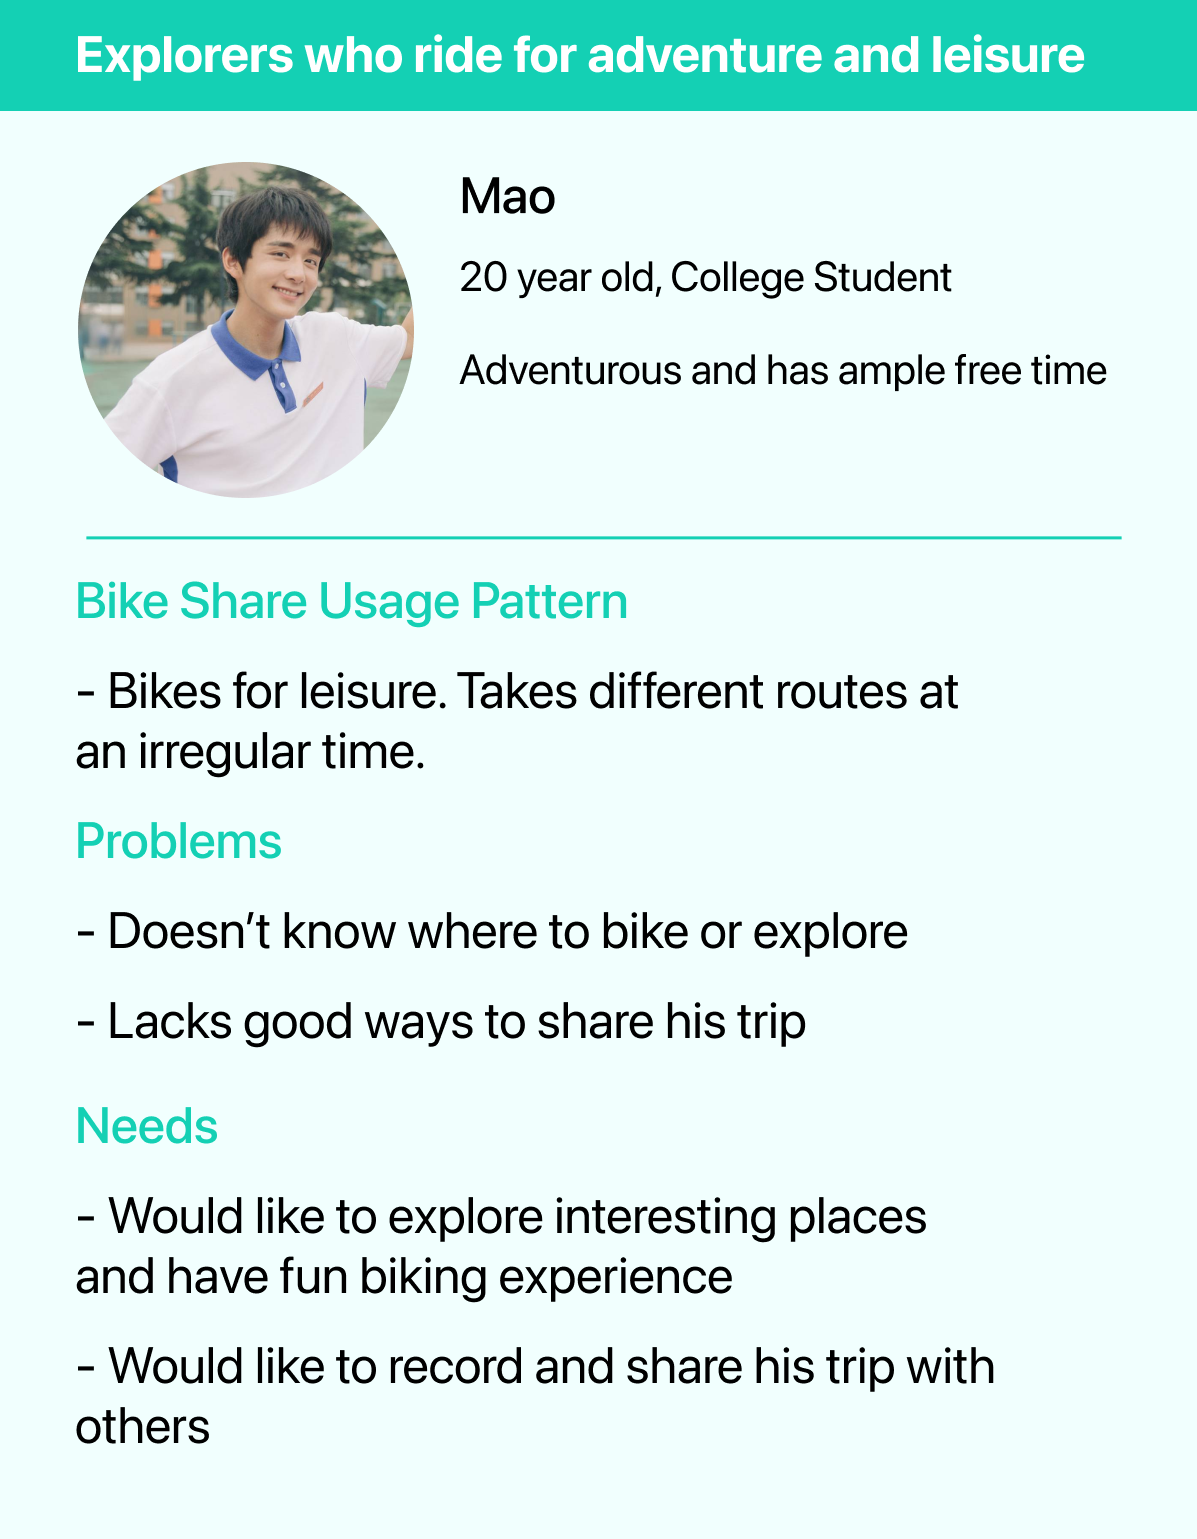 Explorers who ride for adventure and leisure
Mao
20 year old, College Student
Adventurous and has ample free time
Bike Share Usage Pattern
- Bikes for leisure. Takes different routes at
an irregular time.
Problems
- Doesn’t know where to bike or explore
- Lacks good ways to share his trip
Needs
- Would like to explore interesting places
and have fun biking experience
- Would like to record and share his trip with
others